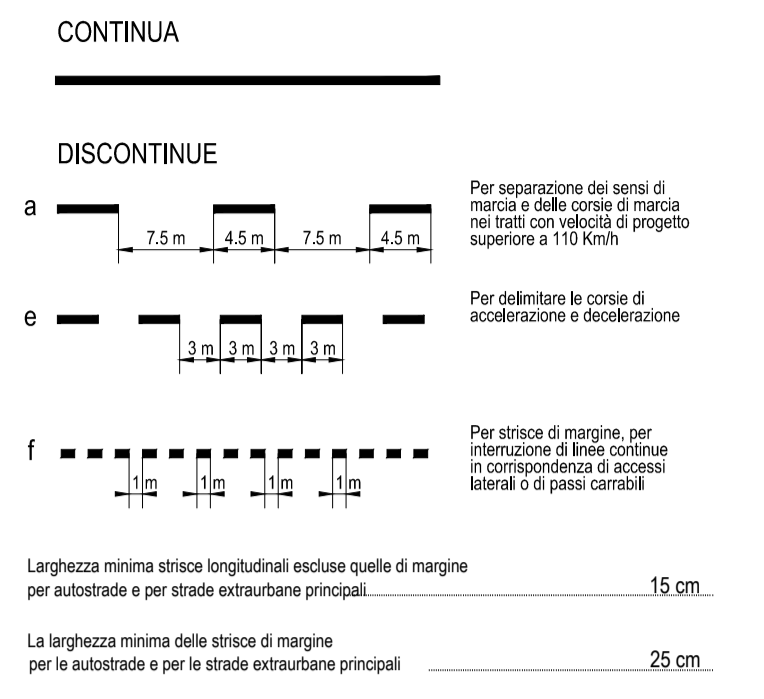 CONTINUA
DISCONTINUE
a
7.5 m 4.5 m 7.5 m 4.5 m
Per separazione dei sensi di
marcia e delle corsie di marcia
nei tratti con velocità di progetto
superiore a 110 Km/h
e
3 m 3 m 3 m 3 m
Per delimitare le corsie di
accelerazione e decelerazione
f
1 m 1 m 1 m 1 m
Per strisce di margine, per
interruzione di linee continue
in corrispondenza di accessi
laterali o di passi carrabili
Larghezza minima strisce longitudinali escluse quelle di margine
per autostrade e per strade extraurbane principali 15 cm
La larghezza minima delle strisce di margine
per le autostrade e per le strade extraurbane principali 25 cm